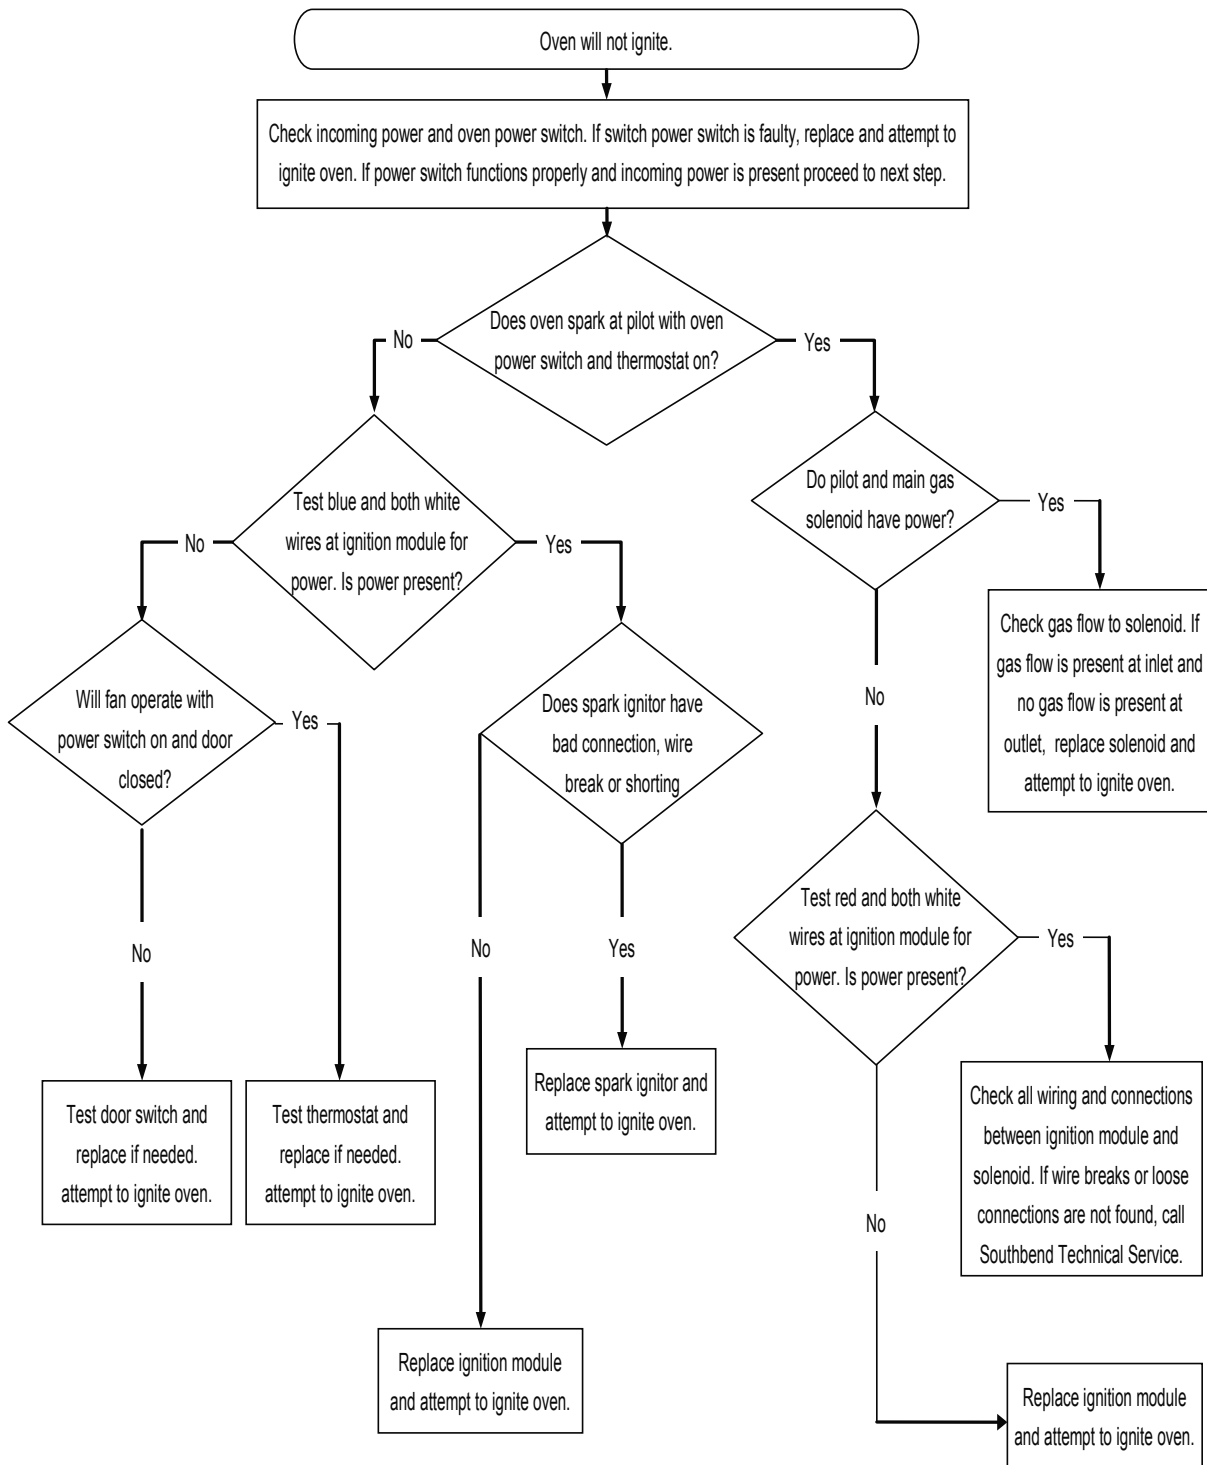 Oven will not ignite.
Check incoming power and oven power switch. If switch power switch is faulty, replace and attempt to
ignite oven. If power switch functions properly and incoming power is present proceed to next step.
Does oven spark at pilot with oven
power switch and thermostat on?
No
Yes
Test blue and both white
wires at ignition module for
power. Is power present?
Do pilot and main gas
solenoid have power?
No
Yes
Yes
Will fan operate with
power switch on and door
closed?
Yes
Does spark ignitor have
bad connection, wire
break or shorting
No
Check gas flow to solenoid. If
gas flow is present at inlet and
no gas flow is present at
outlet, replace solenoid and
attempt to ignite oven.
Test red and both white
wires at ignition module for
power. Is power present?
Yes
No
No
Yes
Test door switch and
replace if needed.
attempt to ignite oven.
Test thermostat and
replace if needed.
attempt to ignite oven.
Replace spark ignitor and
attempt to ignite oven.
Check all wiring and connections
between ignition module and
solenoid. If wire breaks or loose
connections are not found, call
Southbend Technical Service.
No
Replace ignition module
and attempt to ignite oven.
Replace ignition module
and attempt to ignite oven.